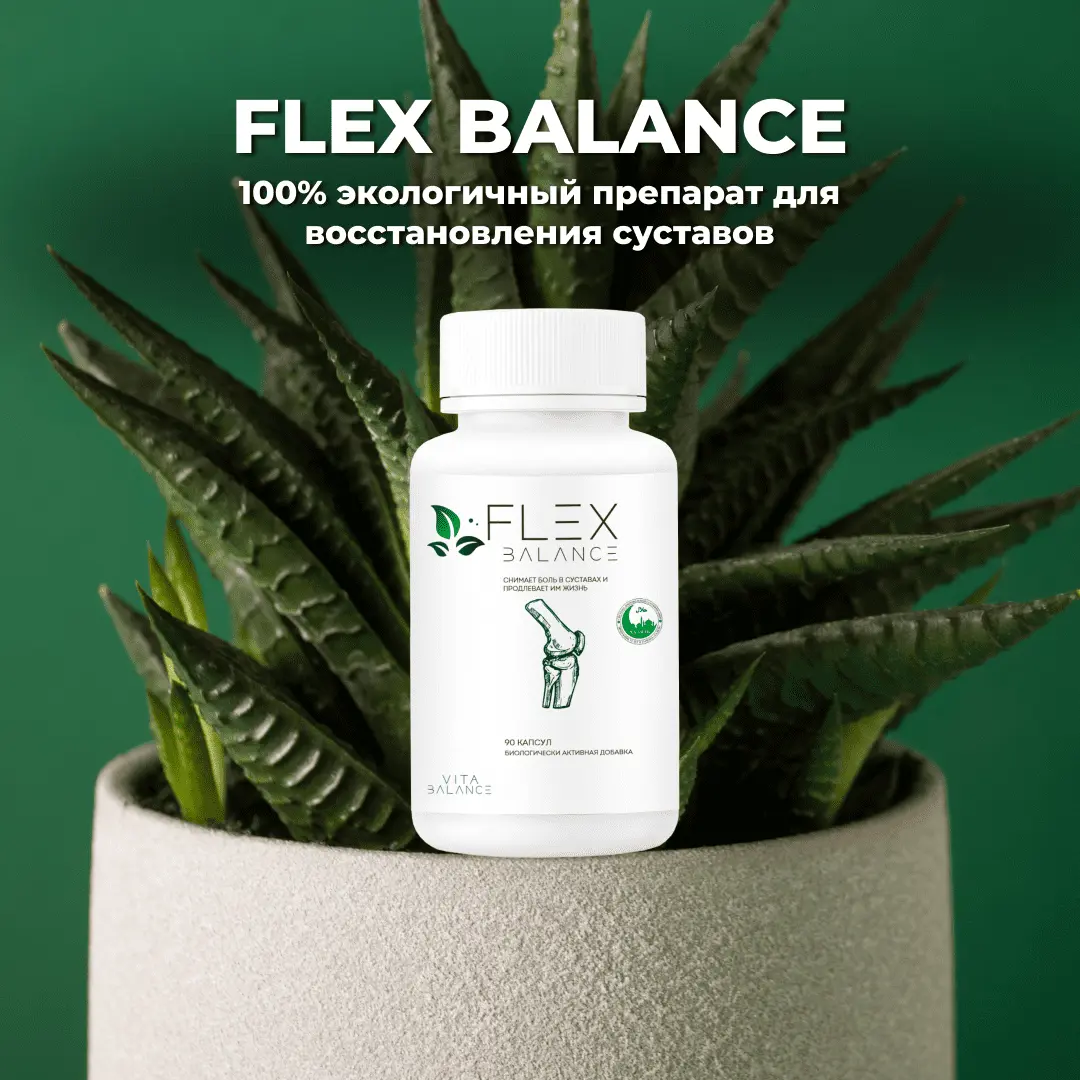 FLEX BALANCE
100% экологичный препарат для
восстановления суставов
FLEX
BALANCE
СНИМАЕТ БОЛЬ В СУСТАВАХ И
ПРОДЛЕВАЕТ ИМ ЖИЗНЬ
90 КАПСУЛ
БИОЛОГИЧЕСКИ АКТИВНАЯ ДОБАВКА
VITA
BALANCE